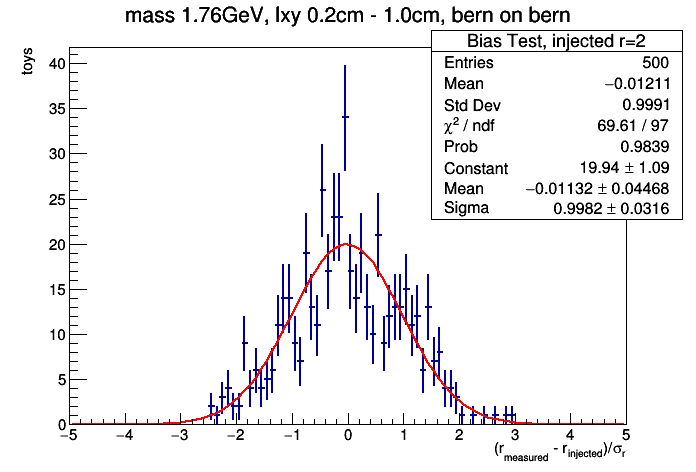 mass 1.76GeV, lxy 0.2cm - 1.0cm, bern on bern
Bias Test, injected r=2
Entries 500
Mean −0.01211
Std Dev 0.9991
χ² / ndf 69.61 / 97
Prob 0.9839
Constant 19.94 ± 1.09
Mean −0.01132 ± 0.04468
Sigma 0.9982 ± 0.0316
toys
40
35
30
25
20
15
10
5
0
−5 −4 −3 −2 −1 0 1 2 3 4 5
(r_measured - r_injected)/σ_r